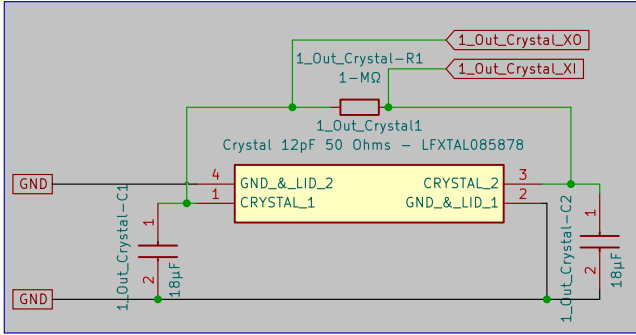 1_Out_Crystal_XO
1_Out_Crystal-R1
1-MΩ
1_Out_Crystal_XI
1_Out_Crystal1
Crystal 12pF 50 Ohms - LFXTAL085878
GND
4
GND_&_LID_2
CRYSTAL_2
3
1
CRYSTAL_1
GND_&_LID_1
2
1_Out_Crystal-C1
1
2
18µF
1_Out_Crystal-C2
1
2
18µF
GND